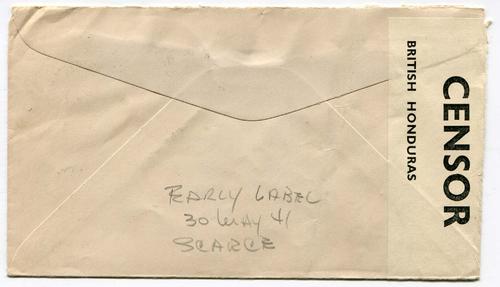 CENSOR
BRITISH HONDURAS
EARLY LABEL
30 MAY 41
SCARCE